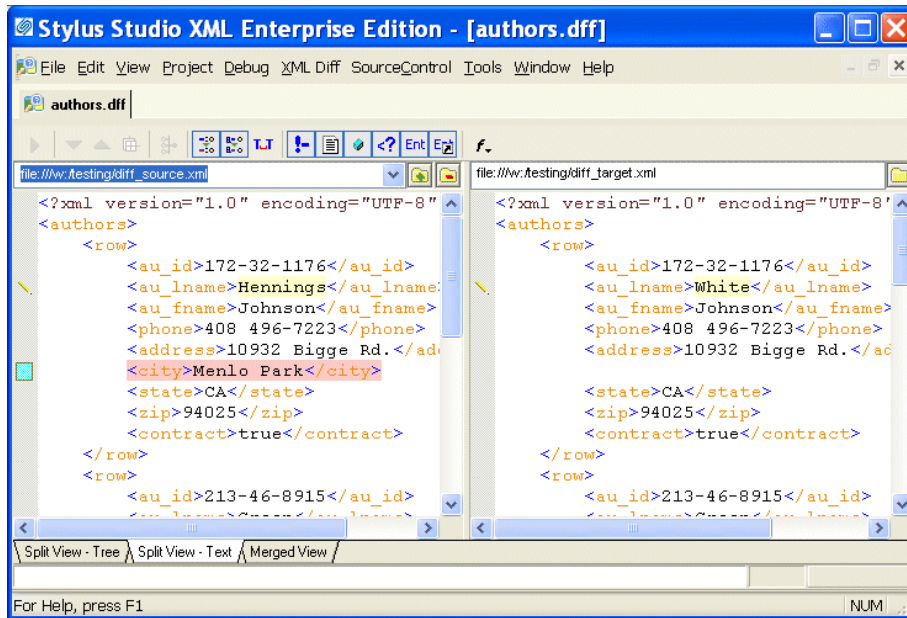 Stylus Studio XML Enterprise Edition - [authors.dff]
File Edit View Project Debug XML Diff SourceControl Tools Window Help
authors.dff
T↔T !- <? Ent f
file:///w:/testing/diff_source.xml
<?xml version="1.0" encoding="UTF-8"
<authors>
<row>
<au_id>172-32-1176</au_id>
<au_lname>Hennings</au_lname>
<au_fname>Johnson</au_fname>
<phone>408 496-7223</phone>
<address>10932 Bigge Rd.</add
<city>Menlo Park</city>
<state>CA</state>
<zip>94025</zip>
<contract>true</contract>
</row>
<row>
<au_id>213-46-8915</au_id>
file:///w:/testing/diff_target.xml
<?xml version="1.0" encoding="UTF-8"
<authors>
<row>
<au_id>172-32-1176</au_id>
<au_lname>White</au_lname>
<au_fname>Johnson</au_fname>
<phone>408 496-7223</phone>
<address>10932 Bigge Rd.</ad
<state>CA</state>
<zip>94025</zip>
<contract>true</contract>
</row>
<row>
<au_id>213-46-8915</au_id>
Split View - Tree Split View - Text Merged View
For Help, press F1 NUM